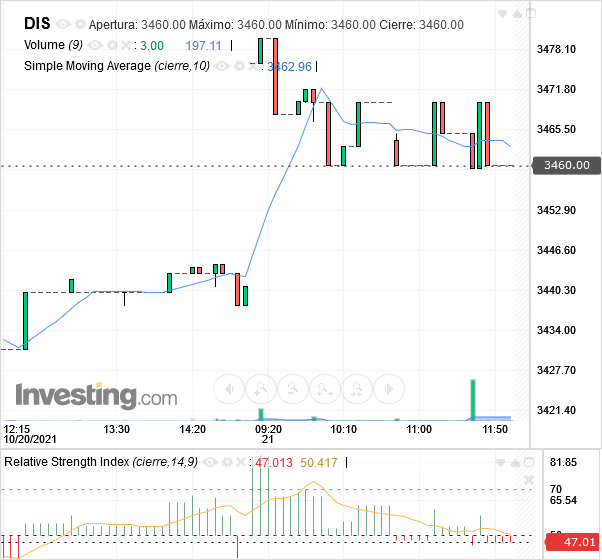 DIS Apertura: 3460.00 Máximo: 3460.00 Mínimo: 3460.00 Cierre: 3460.00
Volume (9) : 3.00 197.11
Simple Moving Average (cierre,10) : 3462.96
3478.10
3471.80
3465.50
3460.00
3452.90
3446.60
3440.30
3434.00
3427.70
3421.40
Investing.com
12:15 13:30 14:20 09:20 10:10 11:00 11:50
10/20/2021 21
Relative Strength Index (cierre,14,9) : 47.013 50.417
81.85
70
65.54
47.01